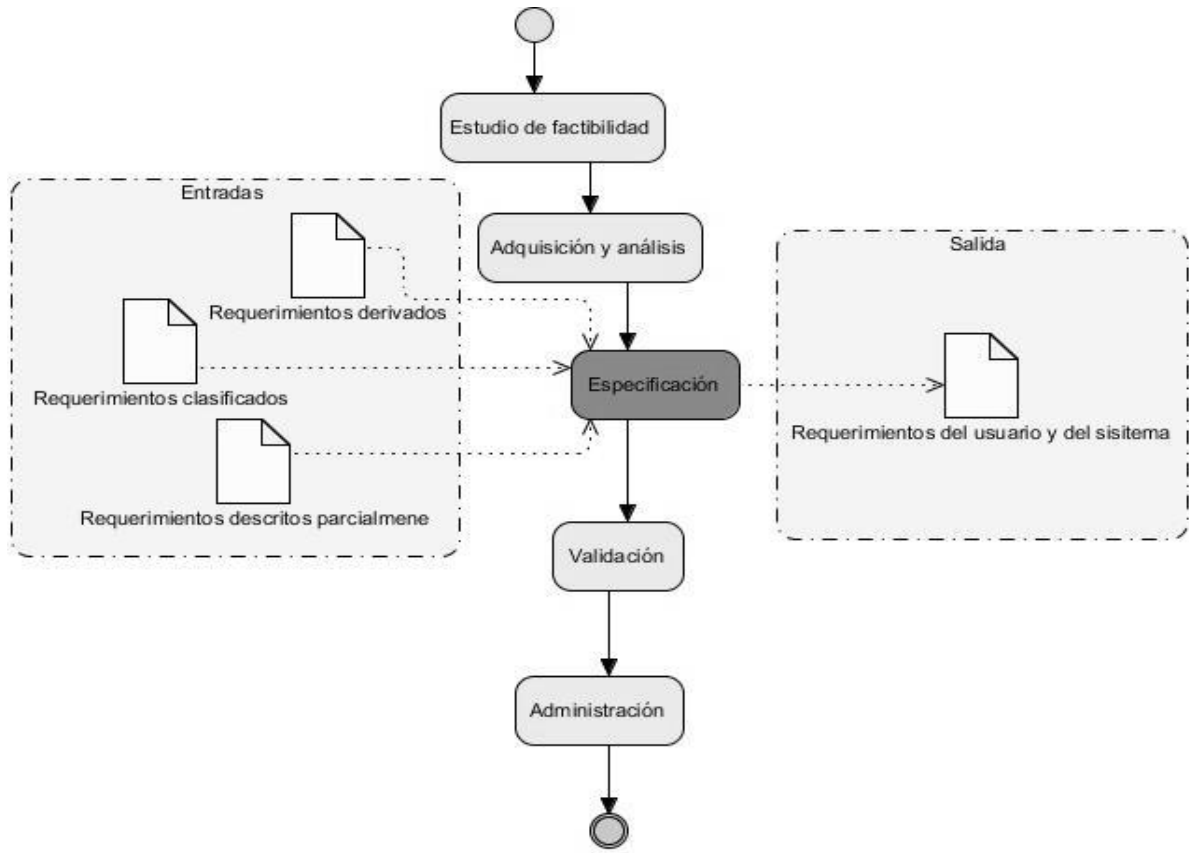 Estudio de factibilidad
Entradas
Adquisición y análisis
Salida
Requerimientos derivados
Especificación
Requerimientos clasificados
Requerimientos del usuario y del sisitema
Requerimientos descritos parcialmene
Validación
Administración